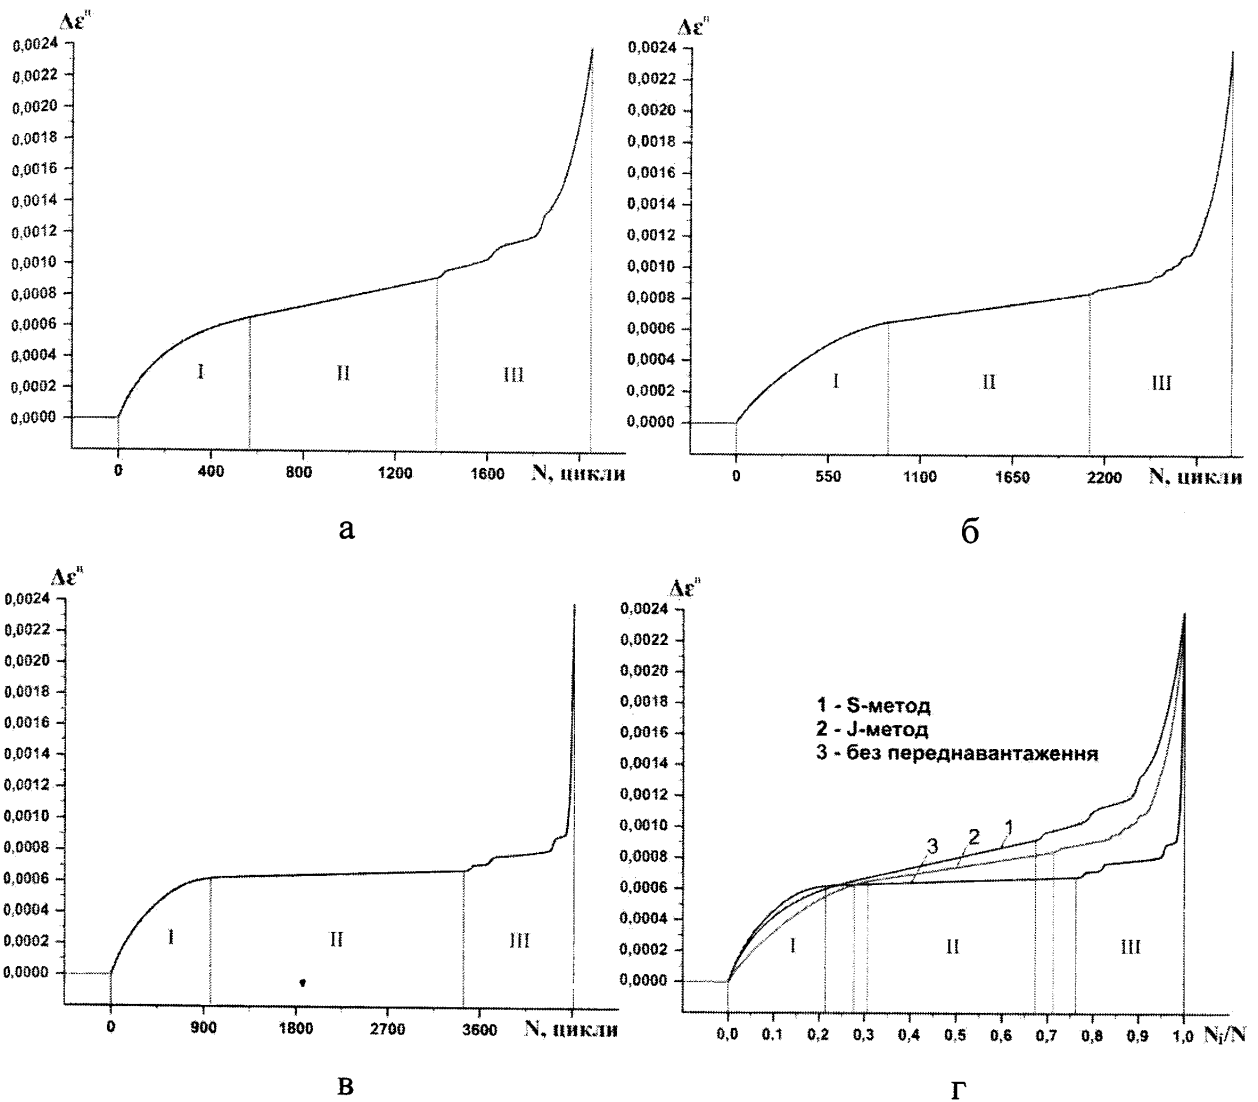 Δεⁿ
0,0024
0,0022
0,0020
0,0018
0,0016
0,0014
0,0012
0,0010
0,0008
0,0006
0,0004
0,0002
0,0000
I II III
0 400 800 1200 1600 N, цикли
а
Δεⁿ
0,0024
0,0022
0,0020
0,0018
0,0016
0,0014
0,0012
0,0010
0,0008
0,0006
0,0004
0,0002
0,0000
I II III
0 550 1100 1650 2200 N, цикли
б
Δεⁿ
0,0024
0,0022
0,0020
0,0018
0,0016
0,0014
0,0012
0,0010
0,0008
0,0006
0,0004
0,0002
0,0000
I II III
0 900 1800 2700 3600 N, цикли
в
Δεⁿ
0,0024
0,0022
0,0020
0,0018
0,0016
0,0014
0,0012
0,0010
0,0008
0,0006
0,0004
0,0002
0,0000
1 - S-метод
2 - J-метод
3 - без переднавантаження
3 2 1
I II III
0,0 0,1 0,2 0,3 0,4 0,5 0,6 0,7 0,8 0,9 1,0 Nᵢ/N
г